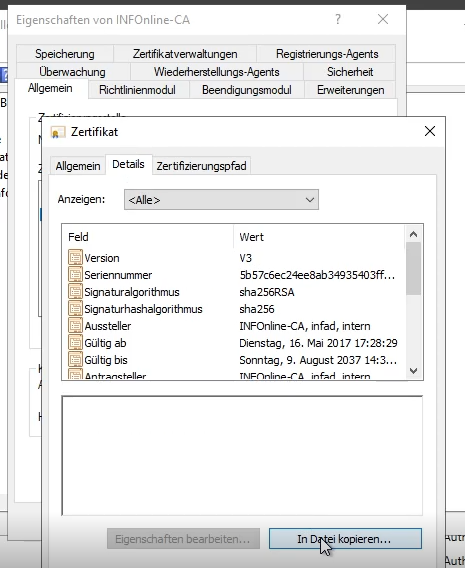 Eigenschaften von INFOnline-CA
?
Speicherung Zertifikatverwaltungen Registrierungs-Agents
Überwachung Wiederherstellungs-Agents Sicherheit
Allgemein Richtlinienmodul Beendigungsmodul Erweiterungen
Zertifikat
Allgemein Details Zertifizierungspfad
Anzeigen: <Alle>
Feld Wert
Version V3
Seriennummer 5b57c6ec24ee8ab34935403ff...
Signaturalgorithmus sha256RSA
Signaturhashalgorithmus sha256
Aussteller INFOnline-CA, infad, intern
Gültig ab Dienstag, 16. Mai 2017 17:28:29
Gültig bis Sonntag, 9. August 2037 14:3...
Antragsteller INFOnline-CA, infad, intern
Eigenschaften bearbeiten... In Datei kopieren...